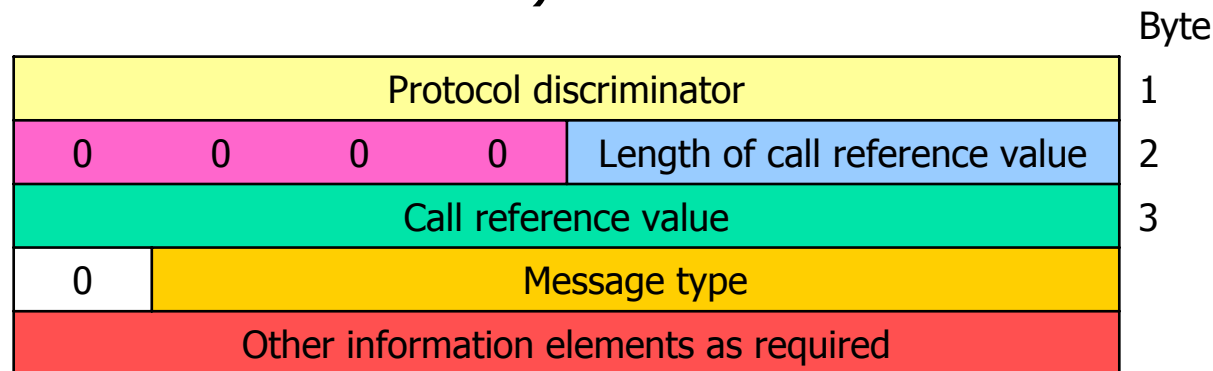 Byte
Protocol discriminator 1
0 0 0 0 Length of call reference value 2
Call reference value 3
0 Message type
Other information elements as required